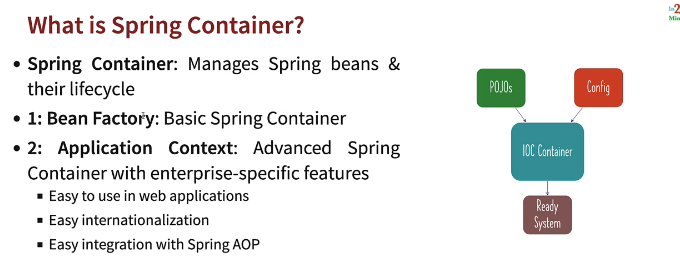 What is Spring Container?
In 2
Min
• Spring Container: Manages Spring beans &
their lifecycle
• 1: Bean Factory: Basic Spring Container
• 2: Application Context: Advanced Spring
Container with enterprise-specific features
▪ Easy to use in web applications
▪ Easy internationalization
▪ Easy integration with Spring AOP
POJOs
Config
IOC Container
Ready
System